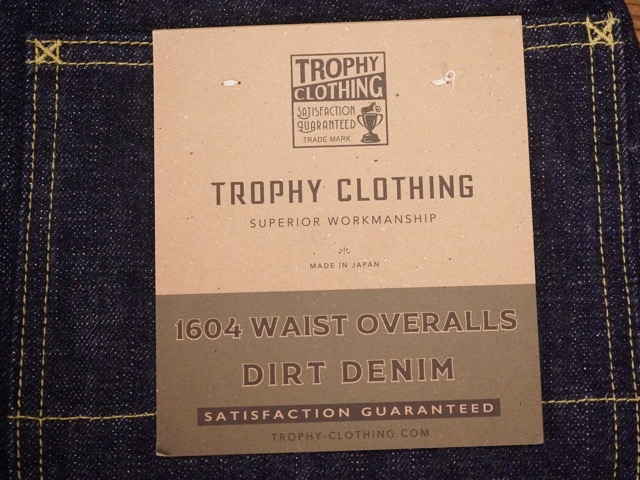 TROPHY
CLOTHING
SATISFACTION
GUARANTEED
TRADE MARK
TROPHY CLOTHING
SUPERIOR WORKMANSHIP
MADE IN JAPAN
1604 WAIST OVERALLS
DIRT DENIM
SATISFACTION GUARANTEED
TROPHY-CLOTHING.COM